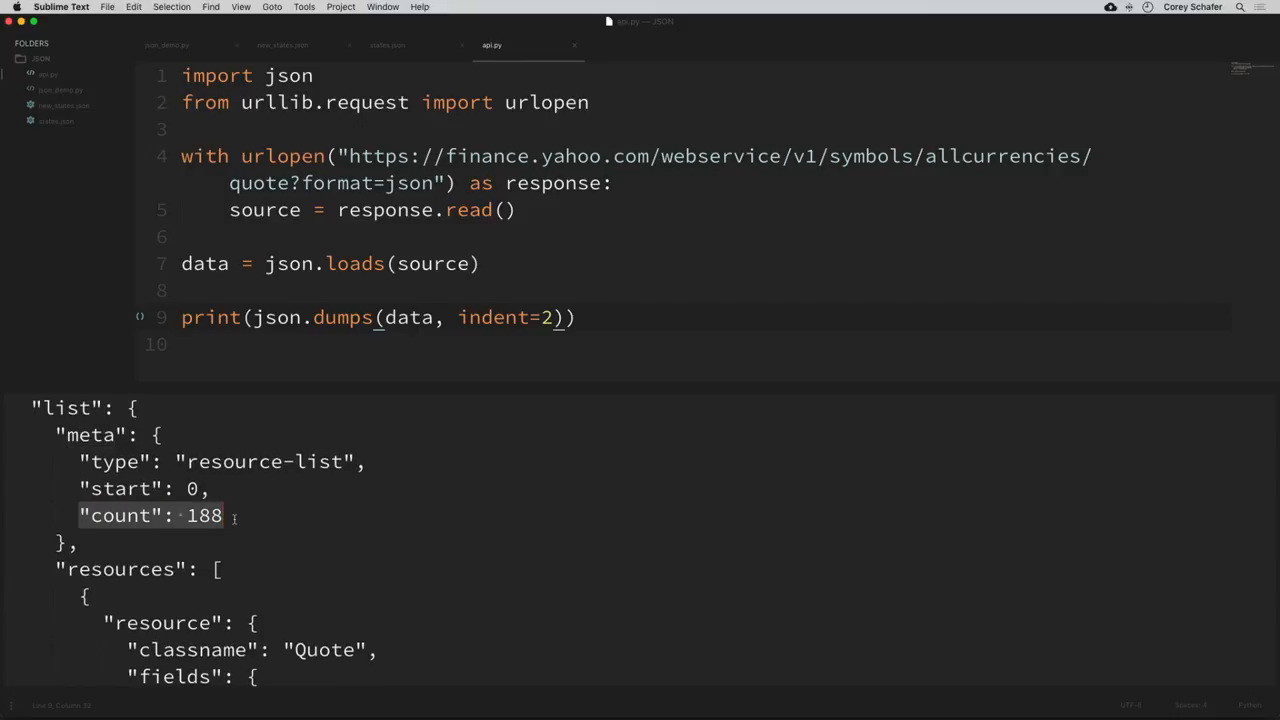 Sublime Text File Edit Selection Find View Goto Tools Project Window Help Corey Schafer
api.py — JSON
FOLDERS
JSON
api.py
json_demo.py
new_states.json
states.json
json_demo.py new_states.json states.json api.py
1 import json
2 from urllib.request import urlopen
3
4 with urlopen("https://finance.yahoo.com/webservice/v1/symbols/allcurrencies/
quote?format=json") as response:
5 source = response.read()
6
7 data = json.loads(source)
8
9 print(json.dumps(data, indent=2))
10
"list": {
"meta": {
"type": "resource-list",
"start": 0,
"count": 188
},
"resources": [
{
"resource": {
"classname": "Quote",
"fields": {
Line 9, Column 32 UTF-8 Spaces: 4 Python